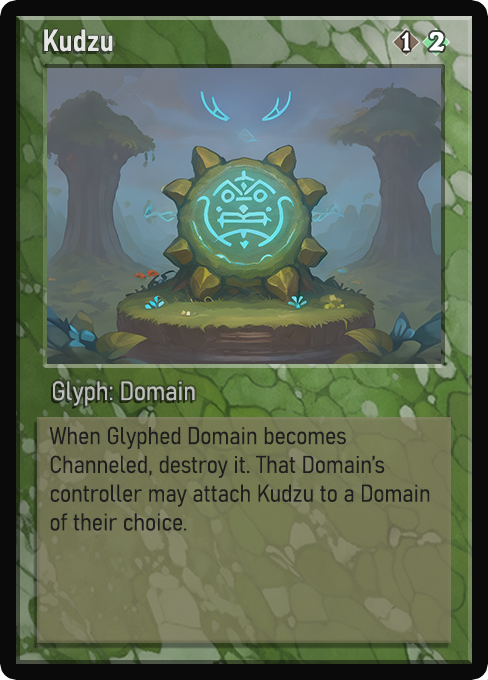 Kudzu 1 2
Glyph: Domain
When Glyphed Domain becomes
Channeled, destroy it. That Domain's
controller may attach Kudzu to a Domain
of their choice.